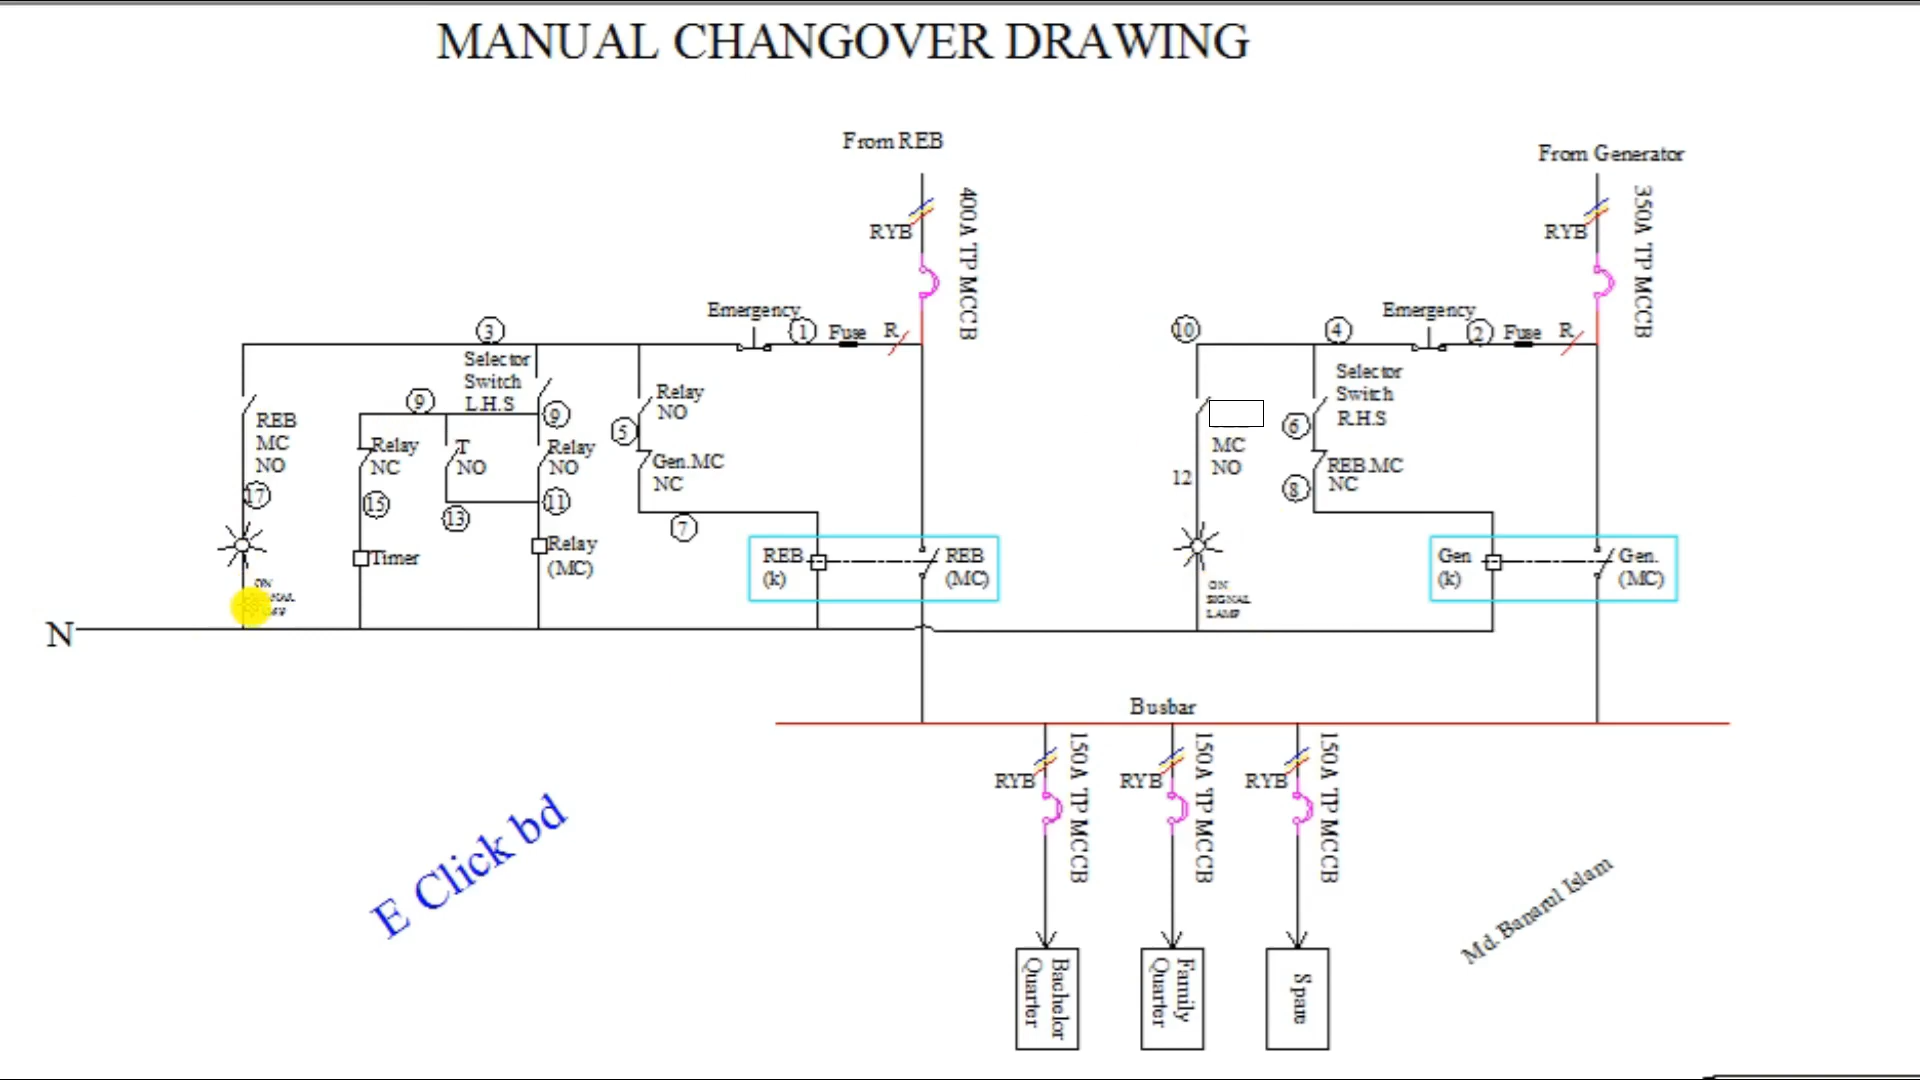 MANUAL CHANGOVER DRAWING
From REB
From Generator
400A TP MCCB
350A TP MCCB
RYB
RYB
Emergency
1
Fuse
R
3
Selector
Switch
L.H.S
9
9
Relay
NO
5
Gen.MC
NC
7
REB
MC
NO
17
Relay
NC
15
T
NO
13
Relay
NO
11
Timer
Relay
(MC)
REB
(k)
REB
(MC)
ON
Emergency
10
4
2
Fuse
R
Selector
Switch
R.H.S
6
MC
NO
12
REB.MC
NC
8
Gen
(k)
Gen.
(MC)
ON
SIGNAL
LAMP
N
Busbar
RYB
150A TP MCCB
RYB
150A TP MCCB
RYB
150A TP MCCB
Bachelor
Quarter
Family
Quarter
Spare
E Click bd
Md. Banarul Islam